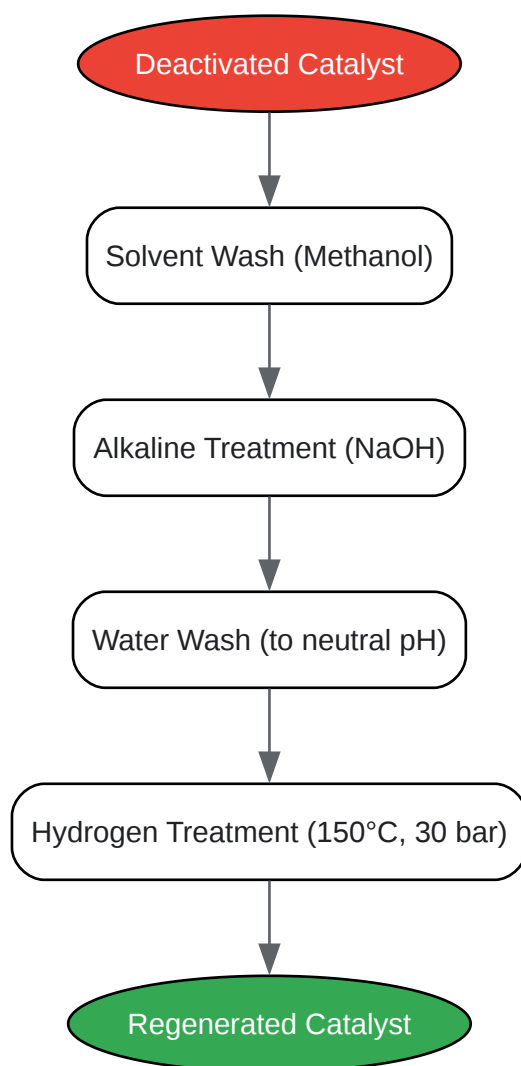 Deactivated Catalyst
Solvent Wash (Methanol)
Alkaline Treatment (NaOH)
Water Wash (to neutral pH)
Hydrogen Treatment (150°C, 30 bar)
Regenerated Catalyst